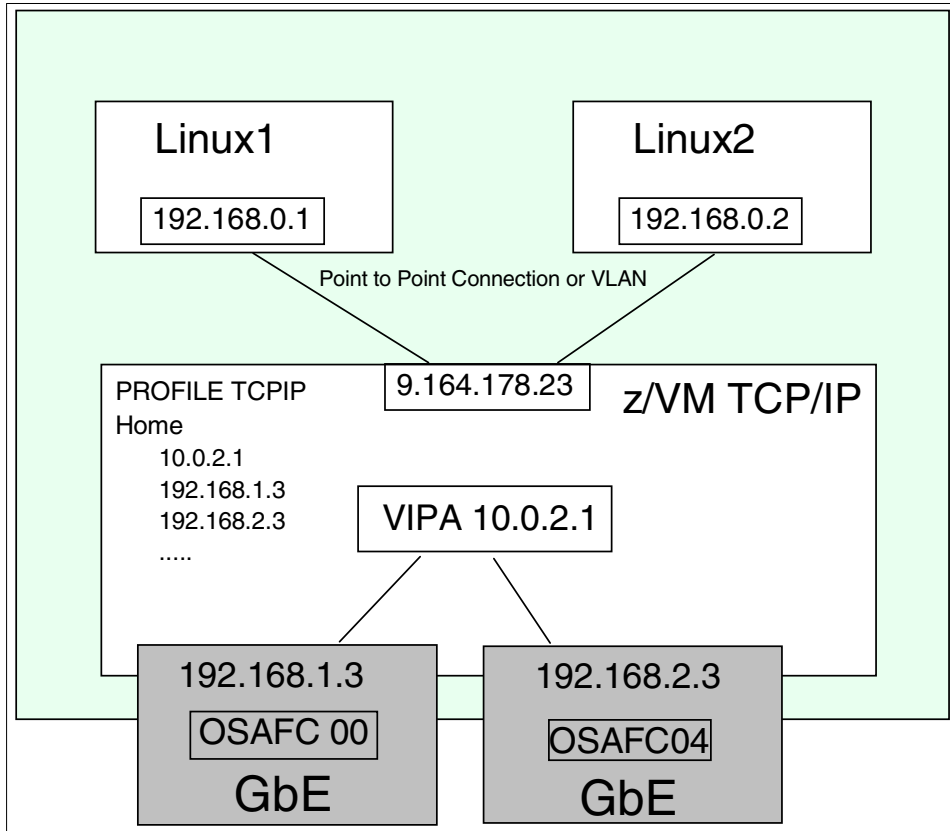 Linux1
192.168.0.1
Linux2
192.168.0.2
Point to Point Connection or VLAN
9.164.178.23
z/VM TCP/IP
PROFILE TCPIP
Home
10.0.2.1
192.168.1.3
192.168.2.3
.....
VIPA 10.0.2.1
192.168.1.3
OSAFC 00
GbE
192.168.2.3
OSAFC04
GbE